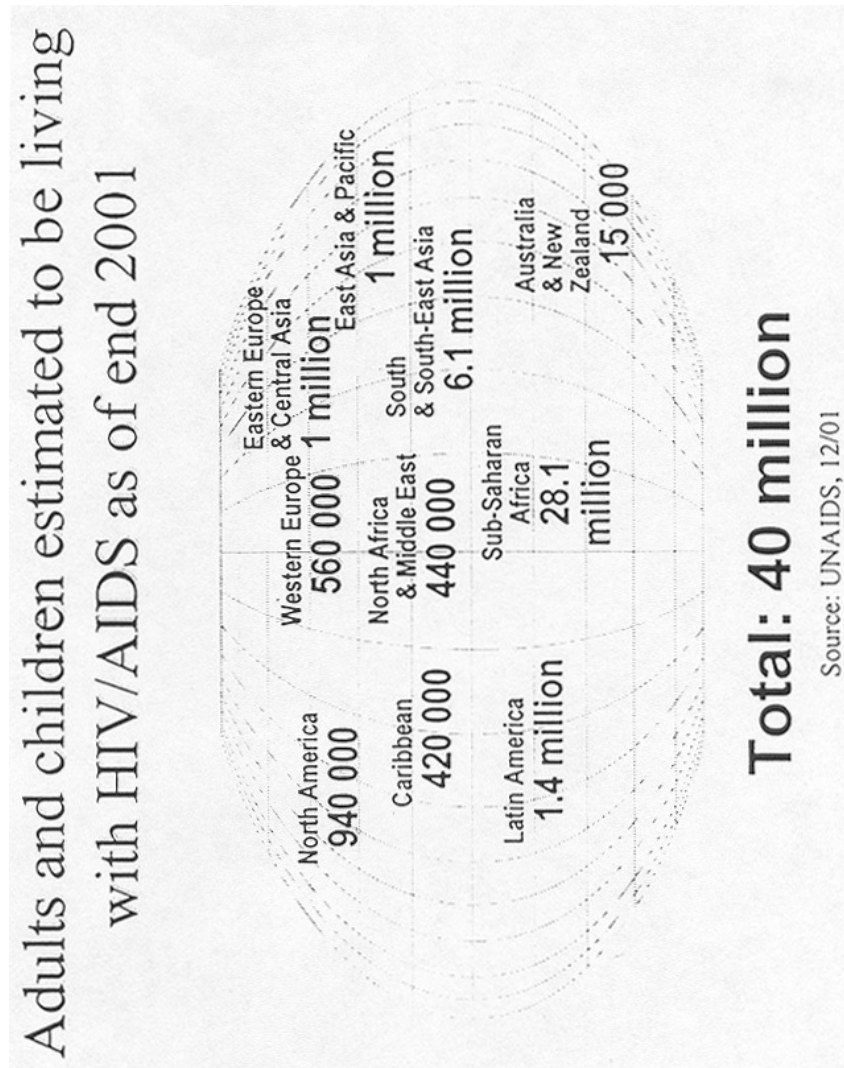 Adults and children estimated to be living
with HIV/AIDS as of end 2001
North America
940 000
Caribbean
420 000
Latin America
1.4 million
Western Europe
560 000
North Africa
& Middle East
440 000
Sub-Saharan
Africa
28.1
million
Eastern Europe
& Central Asia
1 million
East Asia & Pacific
1 million
South
& South-East Asia
6.1 million
Australia
& New
Zealand
15 000
Total: 40 million
Source: UNAIDS, 12/01